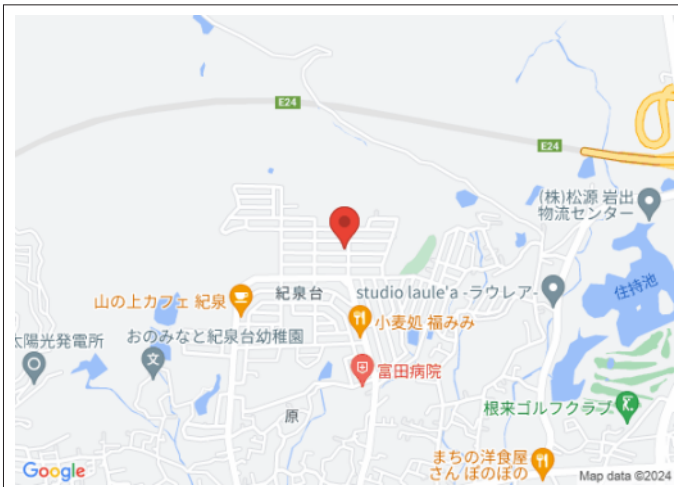 E24
E24
(株)松源 岩出
物流センター
住持池
紀泉台
studio laule'a -ラウレア-
山の上カフェ 紀泉
小麦処 福みみ
おのみなと紀泉台幼稚園
太陽光発電所
富田病院
原
根来ゴルフクラブ
まちの洋食屋
さん ぽのぽの
Google
Map data ©2024